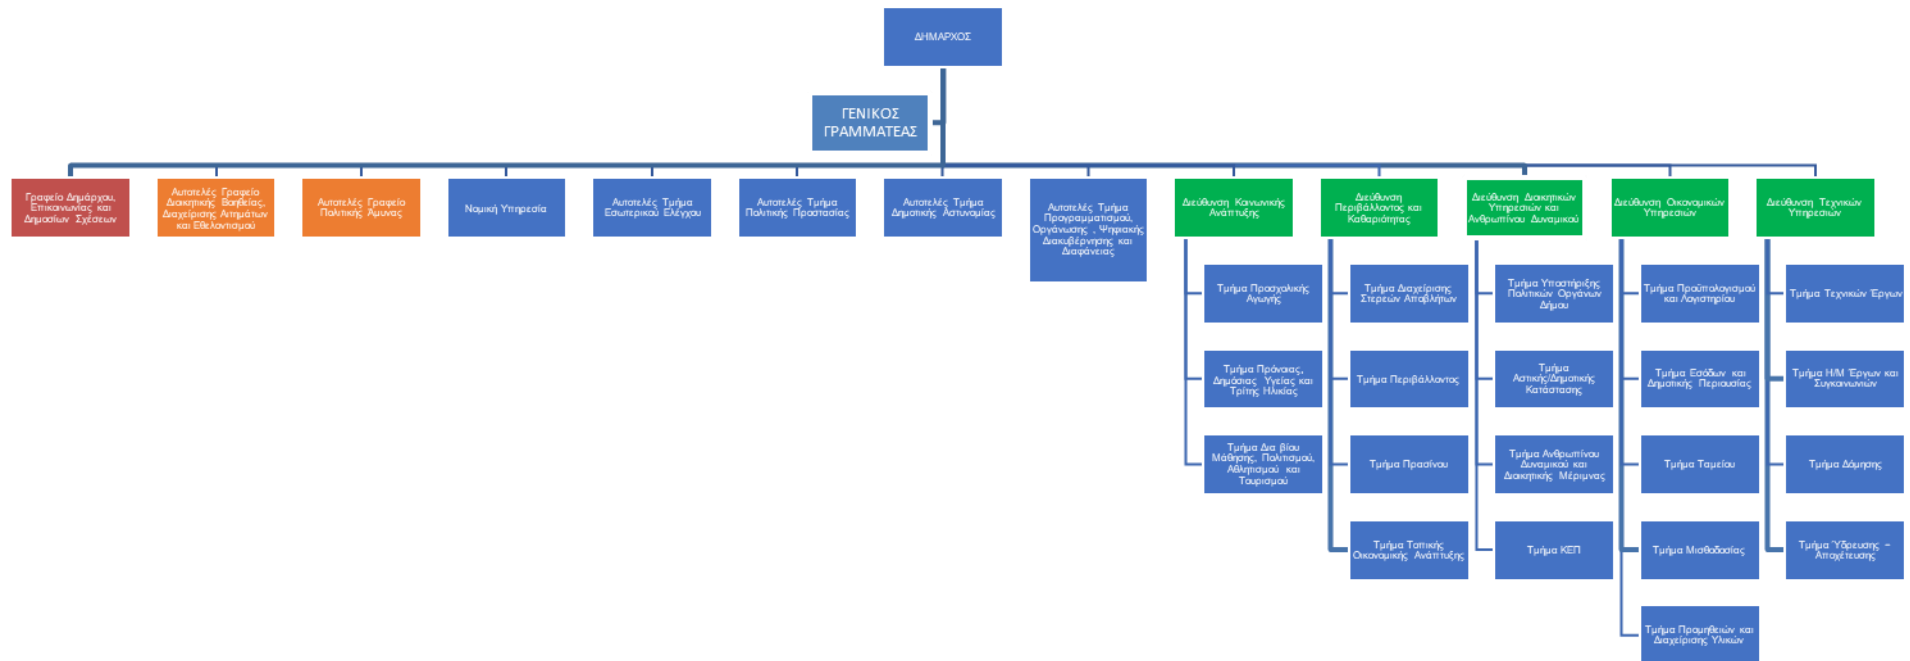 ΔΗΜΑΡΧΟΣ
ΓΕΝΙΚΟΣ
ΓΡΑΜΜΑΤΕΑΣ
Γραφείο Δημάρχου,
Επικοινωνίας και
Δημοσίων Σχέσεων
Αυτοτελές Γραφείο
Διοικητικής Βοηθείας,
Διαχείρισης Αιτημάτων
και Εθελοντισμού
Αυτοτελές Γραφείο
Πολιτικής Άμυνας
Νομική Υπηρεσία
Αυτοτελές Τμήμα
Εσωτερικού Ελέγχου
Αυτοτελές Τμήμα
Πολιτικής Προστασίας
Αυτοτελές Τμήμα
Δημοτικής Αστυνομίας
Αυτοτελές Τμήμα
Προγραμματισμού,
Οργάνωσης , Ψηφιακής
Διακυβέρνησης και
Διαφάνειας
Διεύθυνση Κοινωνικής
Ανάπτυξης
Διεύθυνση
Περιβάλλοντος και
Καθαριότητας
Διεύθυνση Διοικητικών
Υπηρεσιών και
Ανθρωπίνου Δυναμικού
Διεύθυνση Οικονομικών
Υπηρεσιών
Διεύθυνση Τεχνικών
Υπηρεσιών
Τμήμα Προσχολικής
Αγωγής
Τμήμα Πρόνοιας,
Δημόσιας Υγείας και
Τρίτης Ηλικίας
Τμήμα Δια βίου
Μάθησης, Πολιτισμού,
Αθλητισμού και
Τουρισμού
Τμήμα Διαχείρισης
Στερεών Αποβλήτων
Τμήμα Περιβάλλοντος
Τμήμα Πρασίνου
Τμήμα Τοπικής
Οικονομικής Ανάπτυξης
Τμήμα Υποστήριξης
Πολιτικών Οργάνων
Δήμου
Τμήμα
Αστικής/Δημοτικής
Κατάστασης
Τμήμα Ανθρωπίνου
Δυναμικού και
Διοικητικής Μέριμνας
Τμήμα ΚΕΠ
Τμήμα Προϋπολογισμού
και Λογιστηρίου
Τμήμα Εσόδων και
Δημοτικής Περιουσίας
Τμήμα Ταμείου
Τμήμα Μισθοδοσίας
Τμήμα Προμηθειών και
Διαχείρισης Υλικών
Τμήμα Τεχνικών Έργων
Τμήμα Η/Μ Έργων και
Συγκοινωνιών
Τμήμα Δόμησης
Τμήμα Ύδρευσης –
Αποχέτευσης